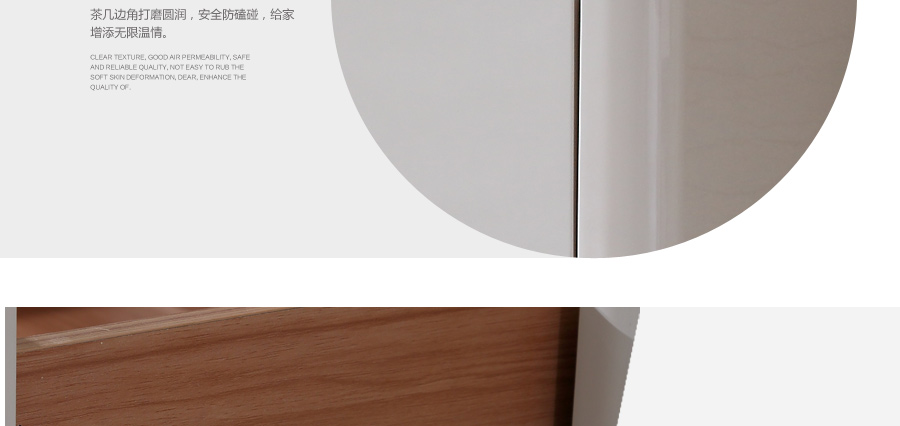 茶几边角打磨圆润，安全防磕碰，给家
增添无限温情。
CLEAR TEXTURE, GOOD AIR PERMEABILITY, SAFE
AND RELIABLE QUALITY, NOT EASY TO RUB THE
SOFT SKIN DEFORMATION, DEAR. ENHANCE THE
QUALITY OF.